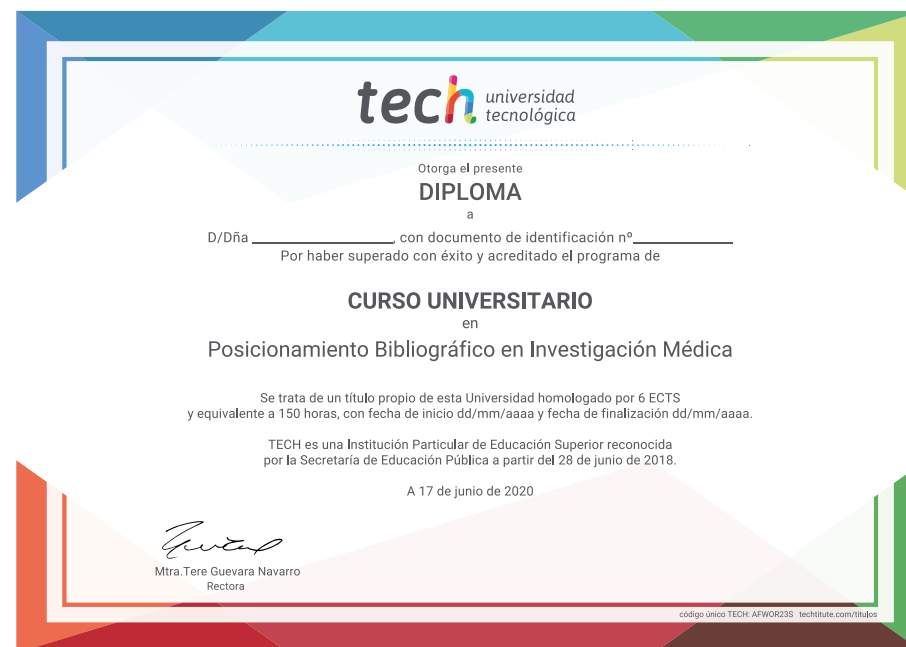 tech universidad
tecnológica
Otorga el presente
DIPLOMA
a
D/Dña ____________________, con documento de identificación nº______________
Por haber superado con éxito y acreditado el programa de
CURSO UNIVERSITARIO
en
Posicionamiento Bibliográfico en Investigación Médica
Se trata de un título propio de esta Universidad homologado por 6 ECTS
y equivalente a 150 horas, con fecha de inicio dd/mm/aaaa y fecha de finalización dd/mm/aaaa.
TECH es una Institución Particular de Educación Superior reconocida
por la Secretaría de Educación Pública a partir del 28 de junio de 2018.
A 17 de junio de 2020
Mtra.Tere Guevara Navarro
Rectora
código único TECH: AFWOR23S techtitute.com/titulos